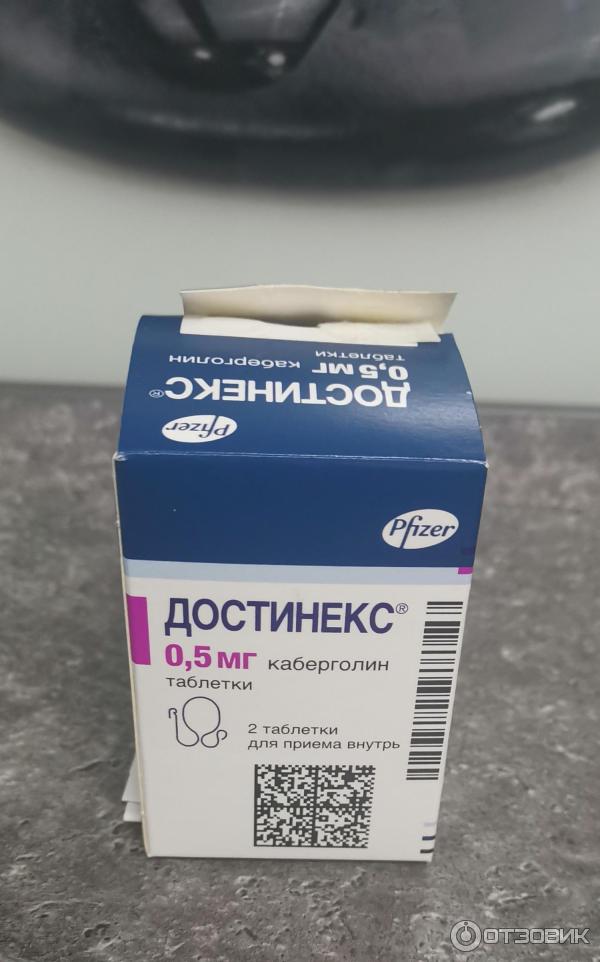 таблетки
0,5 мг каберголин
ДОСТИНЕКС®
Pfizer
Pfizer
ДОСТИНЕКС®
0,5 мг каберголин
таблетки
2 таблетки
для приема внутрь
ОТЗОВИК